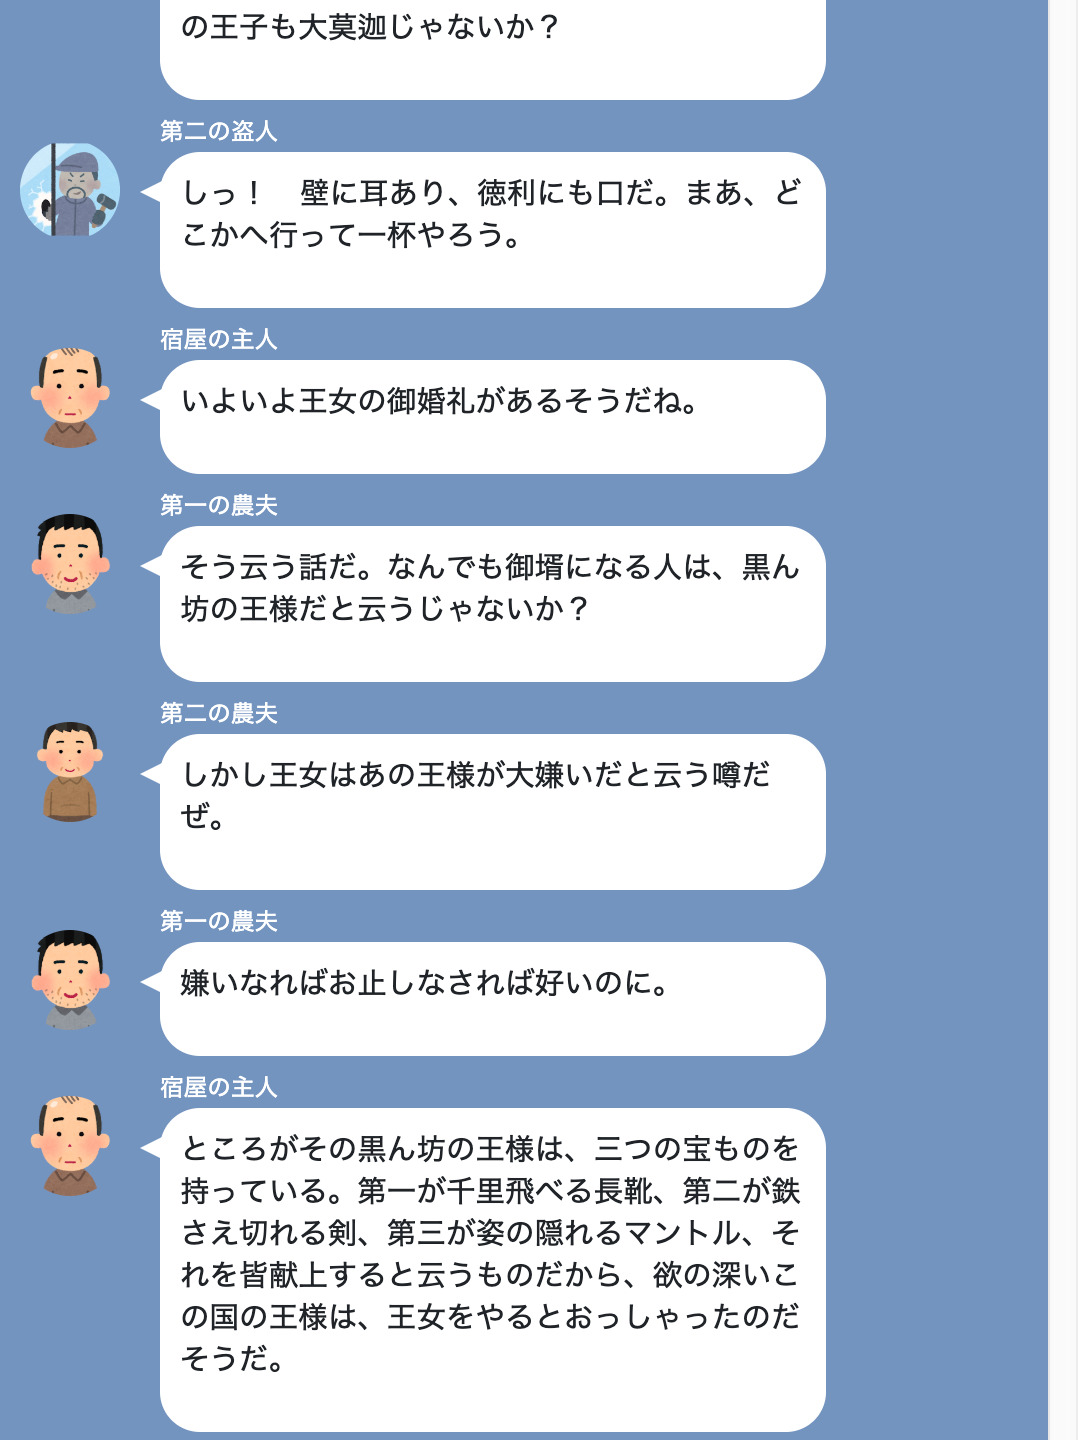 の王子も大莫迦じゃないか？
第二の盗人
しっ！　壁に耳あり、徳利にも口だ。まあ、ど
こかへ行って一杯やろう。
宿屋の主人
いよいよ王女の御婚礼があるそうだね。
第一の農夫
そう云う話だ。なんでも御壻になる人は、黒ん
坊の王様だと云うじゃないか？
第二の農夫
しかし王女はあの王様が大嫌いだと云う噂だ
ぜ。
第一の農夫
嫌いなればお止しなされば好いのに。
宿屋の主人
ところがその黒ん坊の王様は、三つの宝ものを
持っている。第一が千里飛べる長靴、第二が鉄
さえ切れる剣、第三が姿の隠れるマントル、そ
れを皆献上すると云うものだから、欲の深いこ
の国の王様は、王女をやるとおっしゃったのだ
そうだ。